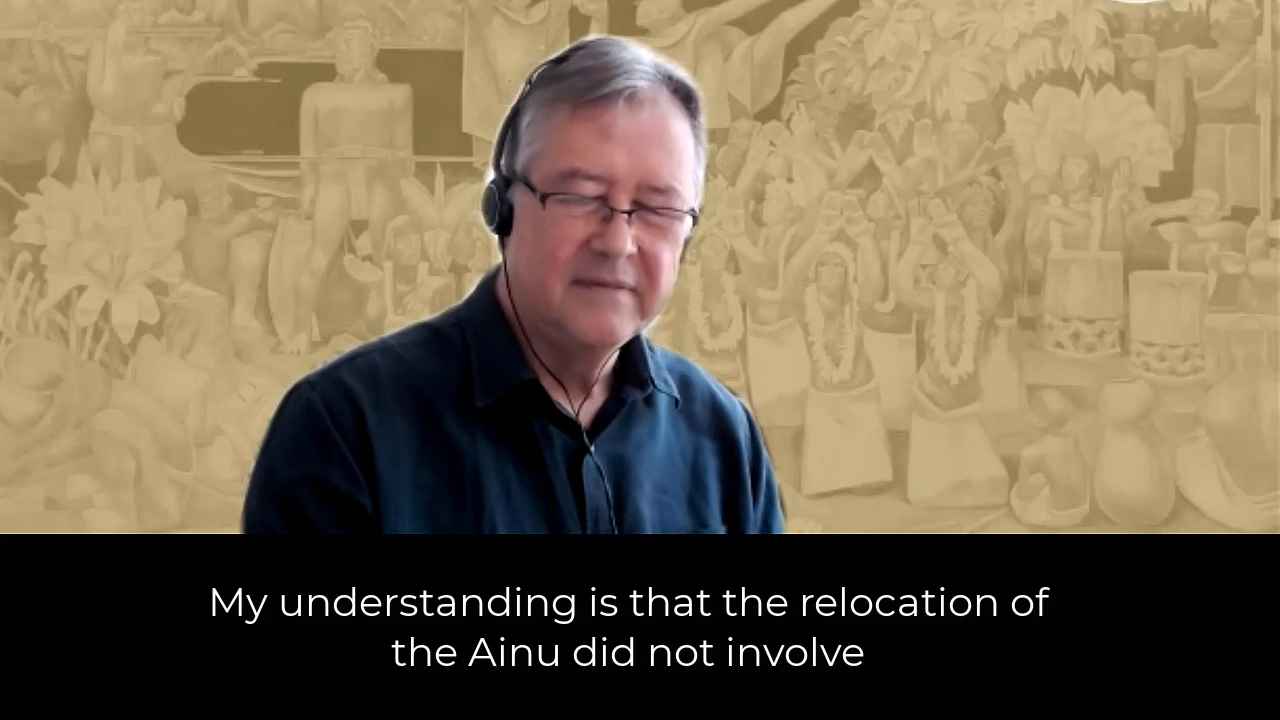 My understanding is that the relocation of
the Ainu did not involve